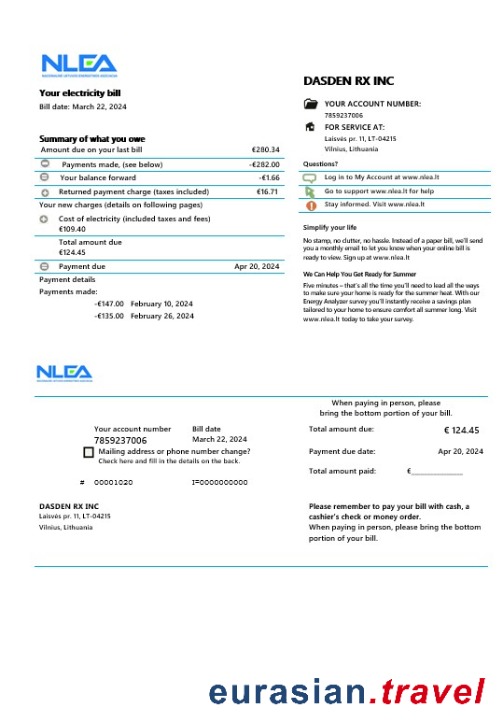 NLEA
Your electricity bill
Bill date: March 22, 2024
DASDEN RX INC
YOUR ACCOUNT NUMBER:
7859237006
FOR SERVICE AT:
Laisvės pr. 11, LT-04215
Vilnius, Lithuania
Summary of what you owe
Amount due on your last bill €280.34
Payments made, (see below) -€282.00
Your balance forward -€1.66
Returned payment charge (taxes included) €16.71
Your new charges (details on following pages)
Cost of electricity (included taxes and fees)
€109.40
Total amount due
€124.45
Payment due Apr 20, 2024
Payment details
Payments made:
-€147.00 February 10, 2024
-€135.00 February 26, 2024
Questions?
Log in to My Account at www.nlea.lt
Go to support www.nlea.lt for help
Stay informed. Visit www.nlea.lt
Simplify your life
No stamp, no clutter, no hassle. Instead of a paper bill, we'll send
you a monthly email to let you know when your online bill is
ready to view. Sign up at www.nlea.lt
We Can Help You Get Ready for Summer
Five minutes – that's all the time you'll need to lead all the ways
to make sure your home is ready for the summer heat. With our
Energy Analyzer survey you'll instantly receive a savings plan
tailored to your home to ensure comfort all summer long. Visit
www.nlea.lt today to take your survey.
NLEA
When paying in person, please
bring the bottom portion of your bill.
Your account number Bill date
7859237006 March 22, 2024
Mailing address or phone number change?
Check here and fill in the details on the back.
# 00001020 I=0000000000
Total amount due: € 124.45
Payment due date: Apr 20, 2024
Total amount paid: €____________
DASDEN RX INC
Laisvės pr. 11, LT-04215
Vilnius, Lithuania
Please remember to pay your bill with cash, a
cashier's check or money order.
When paying in person, please bring the bottom
portion of your bill.
eurasian.travel